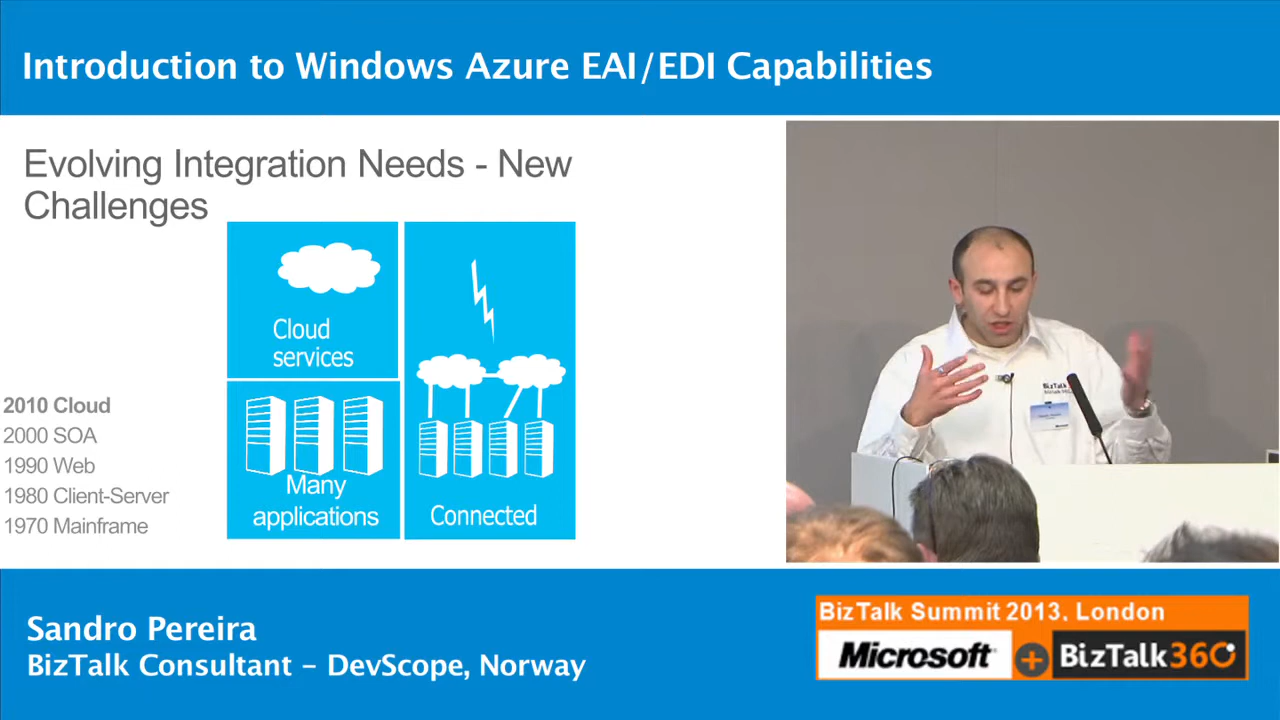 Introduction to Windows Azure EAI/EDI Capabilities
Evolving Integration Needs - New
Challenges
Cloud
services
2010 Cloud
2000 SOA
1990 Web
1980 Client-Server
1970 Mainframe
Many
applications
Connected
BizTalk
Sandro Pereira
BizTalk Consultant – DevScope, Norway
BizTalk Summit 2013, London
Microsoft + BizTalk360